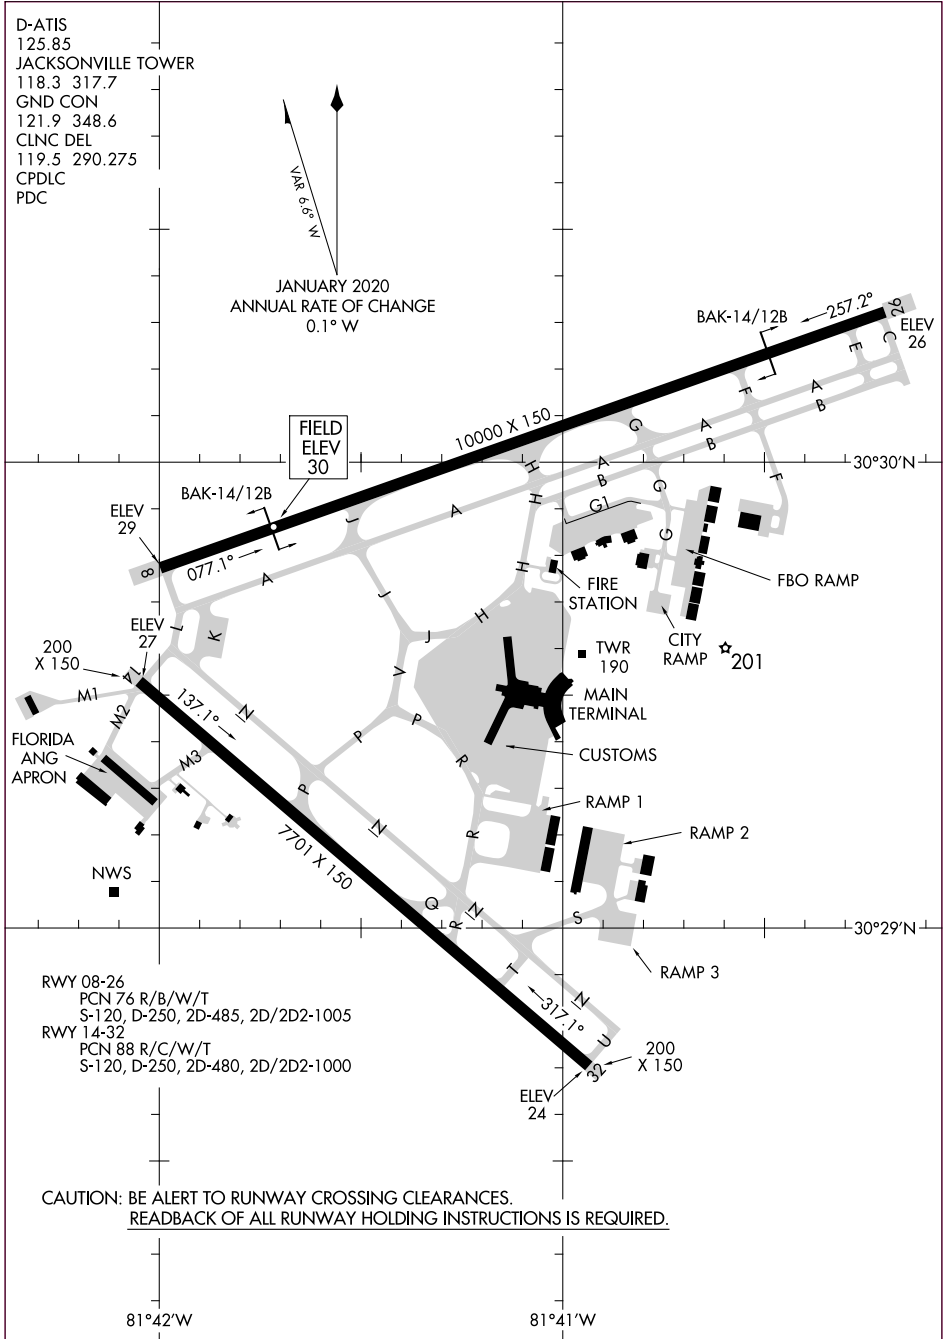 D-ATIS
125.85
JACKSONVILLE TOWER
118.3 317.7
GND CON
121.9 348.6
CLNC DEL
119.5 290.275
CPDLC
PDC
VAR 6.6° W
JANUARY 2020
ANNUAL RATE OF CHANGE
0.1° W
BAK-14/12B
257.2°
26
ELEV
26
C
E
F
A
B
10000 X 150
G
A
B
FIELD
ELEV
30
H
A
B
F
30°30'N
BAK-14/12B
H
G
G1
ELEV
29
J
A
G
077.1°
8
A
H
FIRE
STATION
FBO RAMP
J
H
L
K
ELEV
27
J
CITY
RAMP
TWR
190
201
200
X 150
14
V
M1
MAIN
TERMINAL
M2
137.1°
N
P
P
FLORIDA
ANG
APRON
M3
R
CUSTOMS
P
RAMP 1
N
R
RAMP 2
7701 X 150
NWS
Q
N
R
S
30°29'N
T
RAMP 3
RWY 08-26
PCN 76 R/B/W/T
S-120, D-250, 2D-485, 2D/2D2-1005
RWY 14-32
PCN 88 R/C/W/T
S-120, D-250, 2D-480, 2D/2D2-1000
317.1°
N
U
32
200
X 150
ELEV
24
CAUTION: BE ALERT TO RUNWAY CROSSING CLEARANCES.
READBACK OF ALL RUNWAY HOLDING INSTRUCTIONS IS REQUIRED.
81°42'W
81°41'W